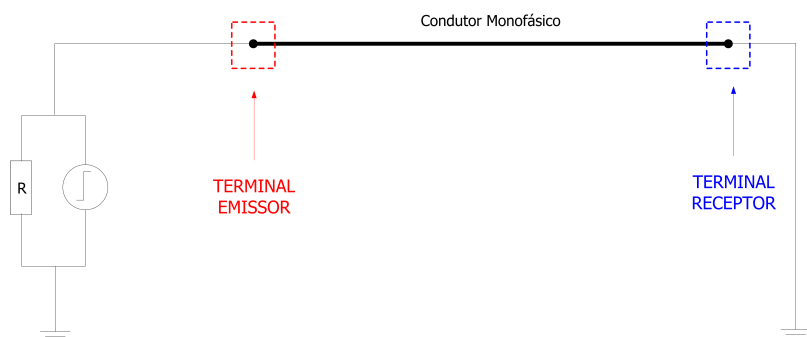 Condutor Monofásico
R
TERMINAL
EMISSOR
TERMINAL
RECEPTOR